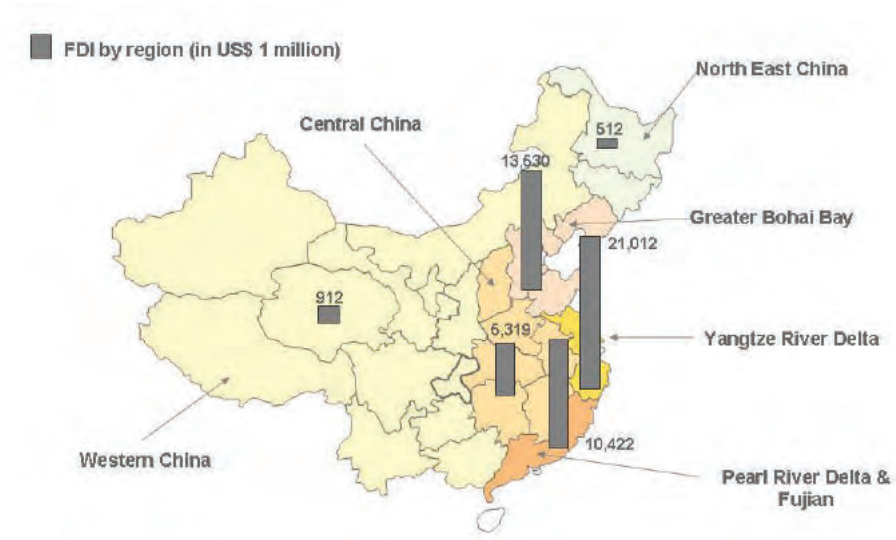 FDI by region (in US$ 1 million)
North East China
Central China
512
13,530
Greater Bohai Bay
21,012
912
5,319
Yangtze River Delta
10,422
Western China
Pearl River Delta &
Fujian